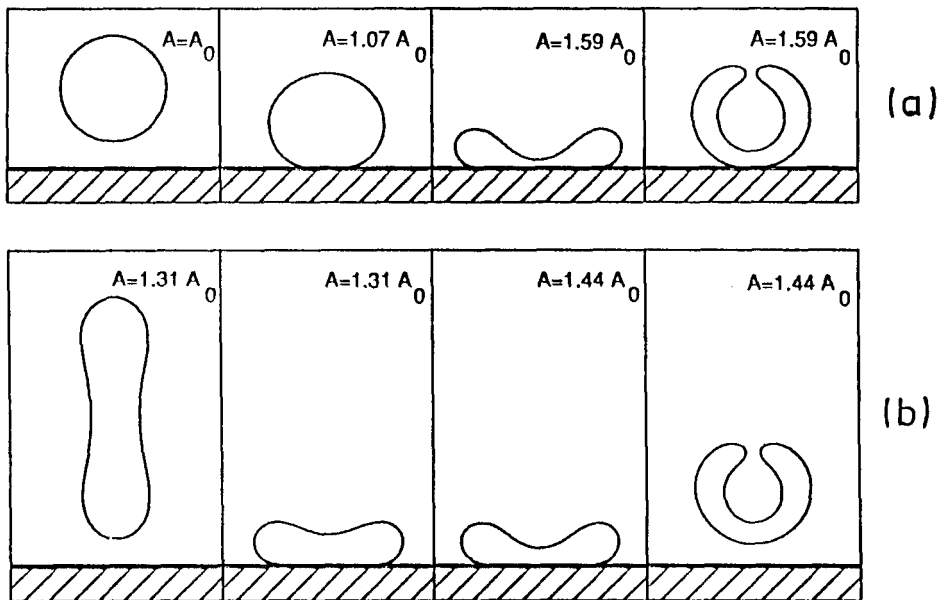 A=A₀
A=1.07 A₀
A=1.59 A₀
A=1.59 A₀
(a)
A=1.31 A₀
A=1.31 A₀
A=1.44 A₀
A=1.44 A₀
(b)